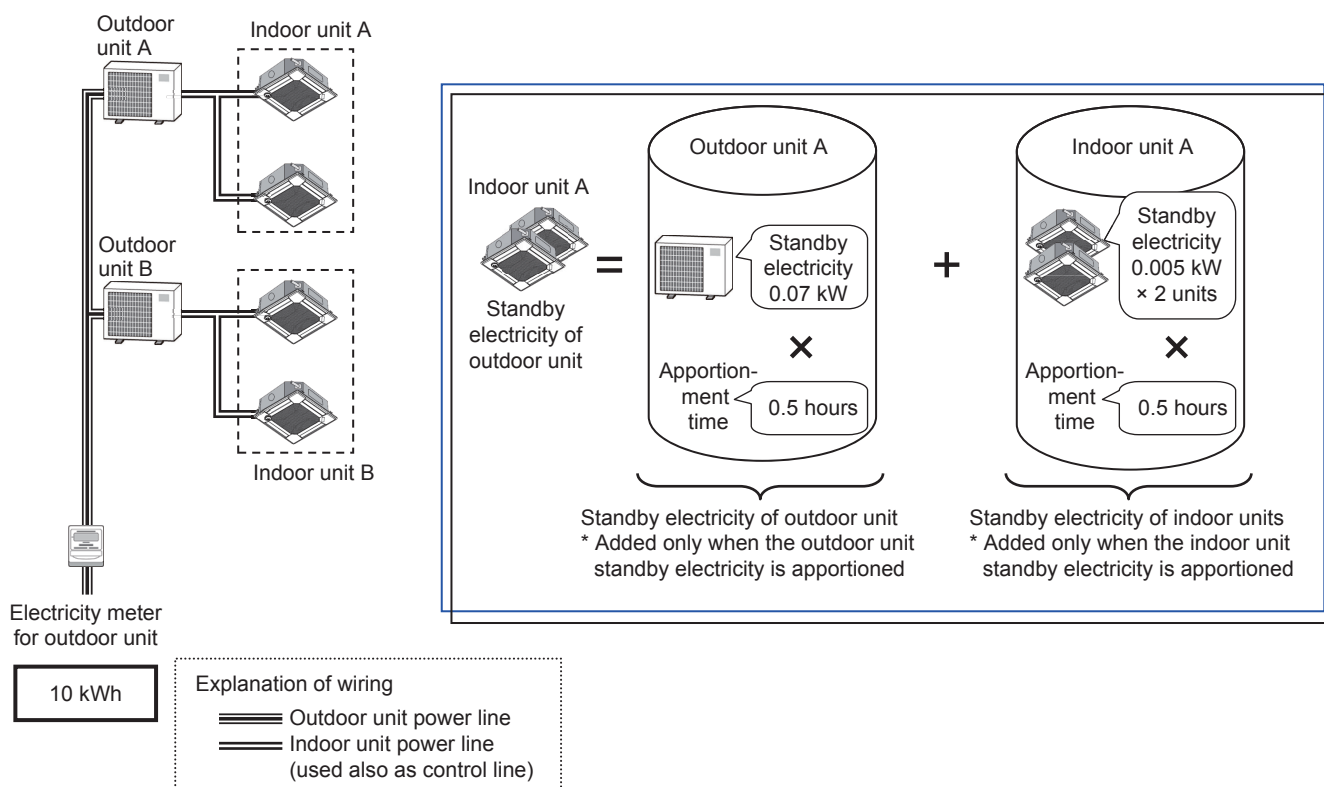 Outdoor
unit A
Indoor unit A
Outdoor
unit B
Indoor unit B
Electricity meter
for outdoor unit
10 kWh
Explanation of wiring
Outdoor unit power line
Indoor unit power line
(used also as control line)
Indoor unit A
Standby
electricity of
outdoor unit
=
Outdoor unit A
Standby
electricity
0.07 kW
×
Apportion-
ment
time
0.5 hours
Standby electricity of outdoor unit
* Added only when the outdoor unit
standby electricity is apportioned
+
Indoor unit A
Standby
electricity
0.005 kW
× 2 units
×
Apportion-
ment
time
0.5 hours
Standby electricity of indoor units
* Added only when the indoor unit
standby electricity is apportioned